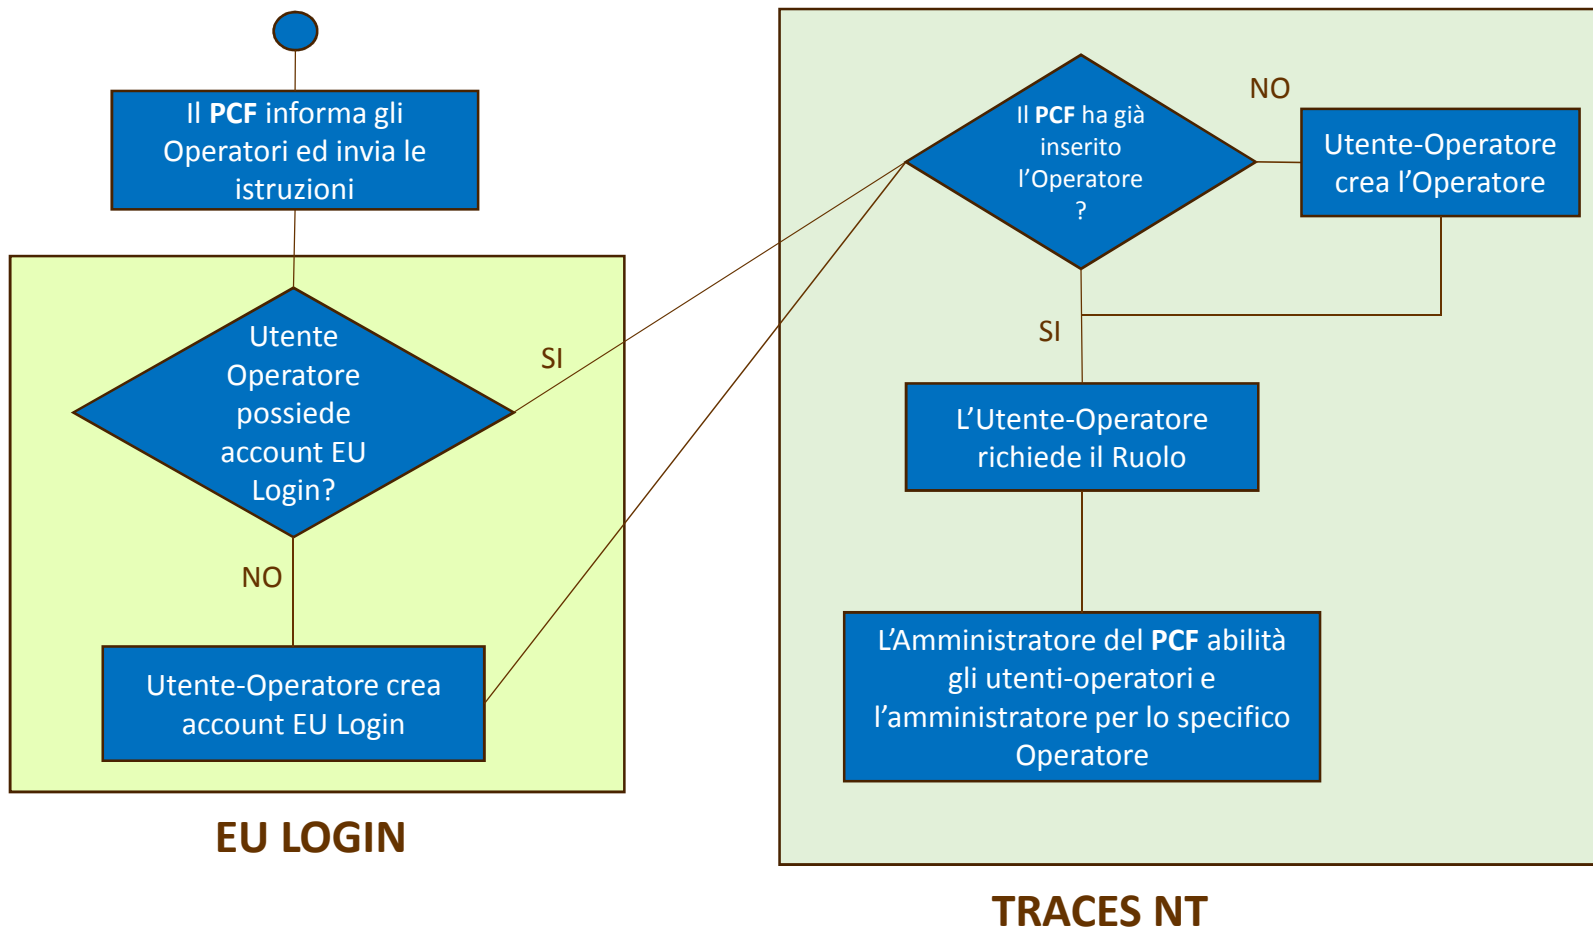 Il PCF informa gli
Operatori ed invia le
istruzioni
Utente
Operatore
possiede
account EU
Login?
SI
NO
Utente-Operatore crea
account EU Login
EU LOGIN
Il PCF ha già
inserito
l’Operatore
?
NO
Utente-Operatore
crea l’Operatore
SI
L’Utente-Operatore
richiede il Ruolo
L’Amministratore del PCF abilità
gli utenti-operatori e
l’amministratore per lo specifico
Operatore
TRACES NT